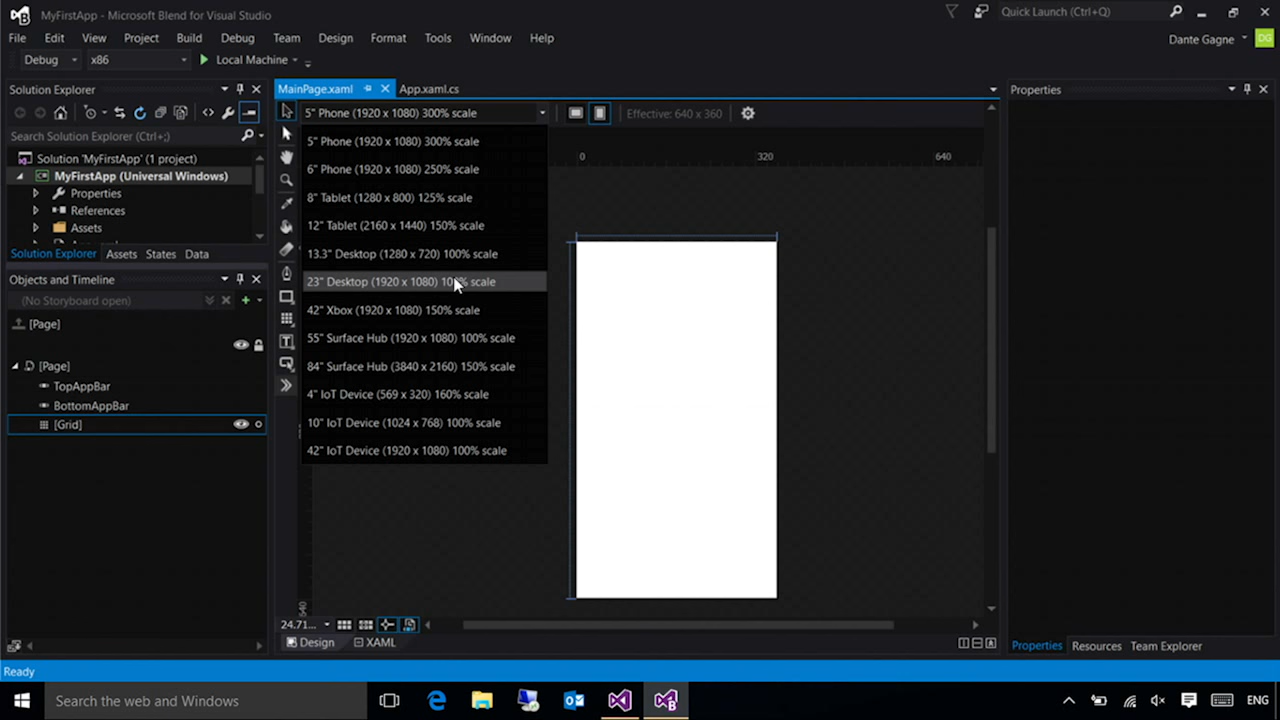 MyFirstApp - Microsoft Blend for Visual Studio
Quick Launch (Ctrl+Q)
File Edit View Project Build Debug Team Design Format Tools Window Help
Dante Gagne DG
Debug x86 Local Machine
Solution Explorer
Search Solution Explorer (Ctrl+;)
Solution 'MyFirstApp' (1 project)
MyFirstApp (Universal Windows)
Properties
References
Assets
Solution Explorer Assets States Data
Objects and Timeline
(No Storyboard open)
[Page]
[Page]
TopAppBar
BottomAppBar
[Grid]
MainPage.xaml App.xaml.cs
5" Phone (1920 x 1080) 300% scale Effective: 640 x 360
5" Phone (1920 x 1080) 300% scale
6" Phone (1920 x 1080) 250% scale
8" Tablet (1280 x 800) 125% scale
12" Tablet (2160 x 1440) 150% scale
13.3" Desktop (1280 x 720) 100% scale
23" Desktop (1920 x 1080) 100% scale
42" Xbox (1920 x 1080) 150% scale
55" Surface Hub (1920 x 1080) 100% scale
84" Surface Hub (3840 x 2160) 150% scale
4" IoT Device (569 x 320) 160% scale
10" IoT Device (1024 x 768) 100% scale
42" IoT Device (1920 x 1080) 100% scale
0 320 640
640
24.71...
Design XAML
Properties
Properties Resources Team Explorer
Ready
Search the web and Windows
ENG